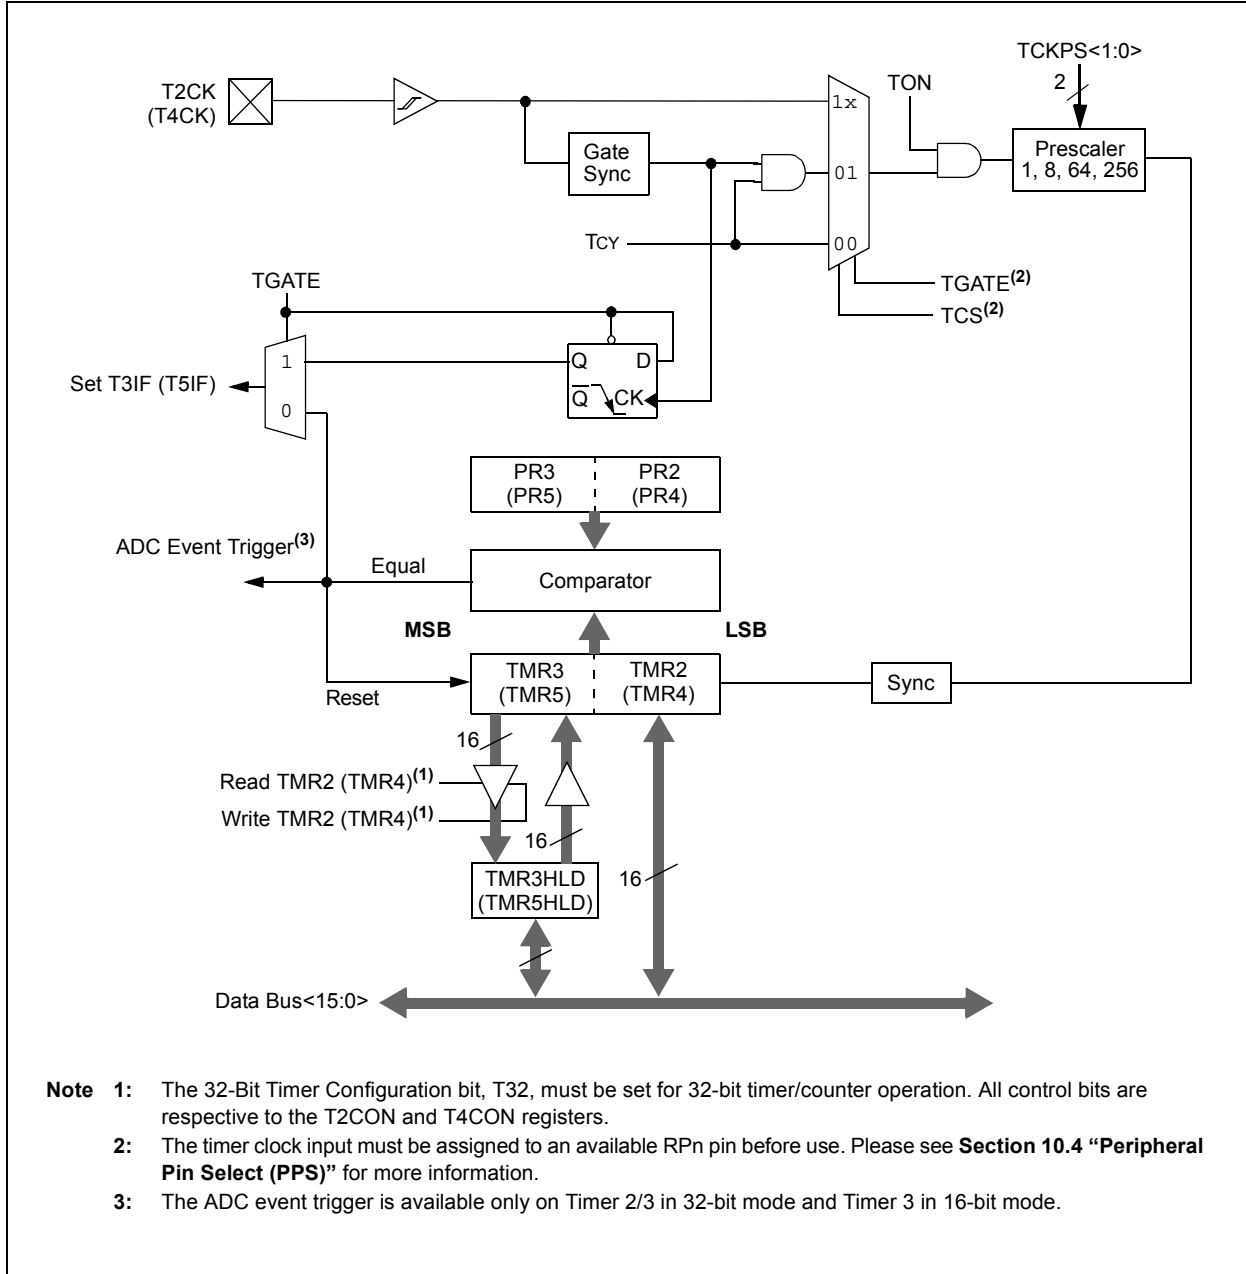 TCKPS<1:0>
2
T2CK
(T4CK)
TON
1x
Gate
Sync
Prescaler
1, 8, 64, 256
01
TCY
00
TGATE
TGATE(2)
TCS(2)
1
Q
D
Set T3IF (T5IF)
Q̅
CK
0
PR3
(PR5)
PR2
(PR4)
ADC Event Trigger(3)
Equal
Comparator
MSB
LSB
TMR3
(TMR5)
TMR2
(TMR4)
Sync
Reset
16
Read TMR2 (TMR4)(1)
Write TMR2 (TMR4)(1)
16
TMR3HLD
(TMR5HLD)
16
Data Bus<15:0>
Note 1: The 32-Bit Timer Configuration bit, T32, must be set for 32-bit timer/counter operation. All control bits are
respective to the T2CON and T4CON registers.
2: The timer clock input must be assigned to an available RPn pin before use. Please see Section 10.4 “Peripheral
Pin Select (PPS)” for more information.
3: The ADC event trigger is available only on Timer 2/3 in 32-bit mode and Timer 3 in 16-bit mode.